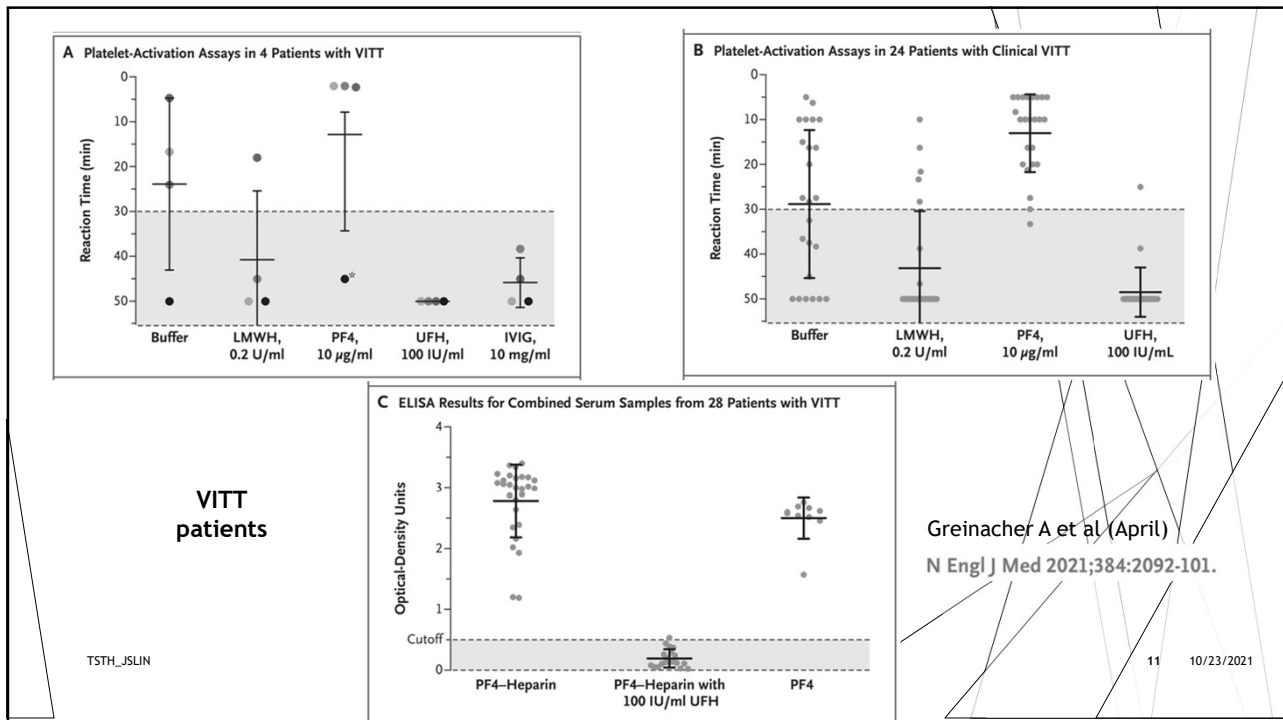 A Platelet-Activation Assays in 4 Patients with VITT
Reaction Time (min)
0
10
20
30
40
50
*
Buffer
LMWH,
0.2 U/ml
PF4,
10 µg/ml
UFH,
100 IU/ml
IVIG,
10 mg/ml
B Platelet-Activation Assays in 24 Patients with Clinical VITT
Reaction Time (min)
0
10
20
30
40
50
Buffer
LMWH,
0.2 U/ml
PF4,
10 µg/ml
UFH,
100 IU/mL
C ELISA Results for Combined Serum Samples from 28 Patients with VITT
Optical-Density Units
4
3
2
1
Cutoff
0
PF4–Heparin
PF4–Heparin with
100 IU/ml UFH
PF4
VITT
patients
Greinacher A et al (April)
N Engl J Med 2021;384:2092-101.
TSTH_JSLIN
11
10/23/2021